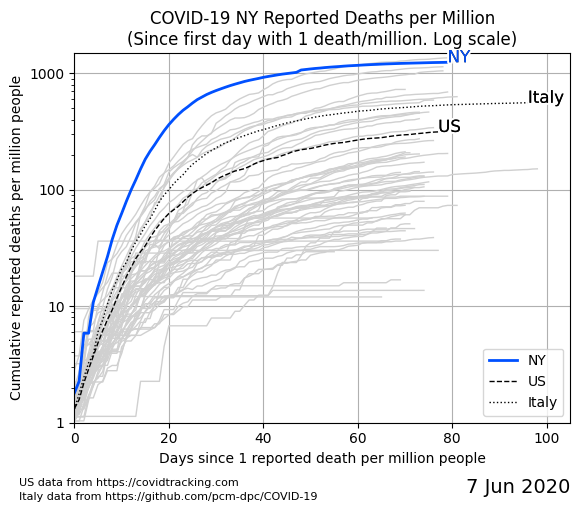 COVID-19 NY Reported Deaths per Million
(Since first day with 1 death/million. Log scale)
NY
Italy
US
1000
100
10
1
Cumulative reported deaths per million people
0 20 40 60 80 100
Days since 1 reported death per million people
NY
US
Italy
US data from https://covidtracking.com
Italy data from https://github.com/pcm-dpc/COVID-19
7 Jun 2020